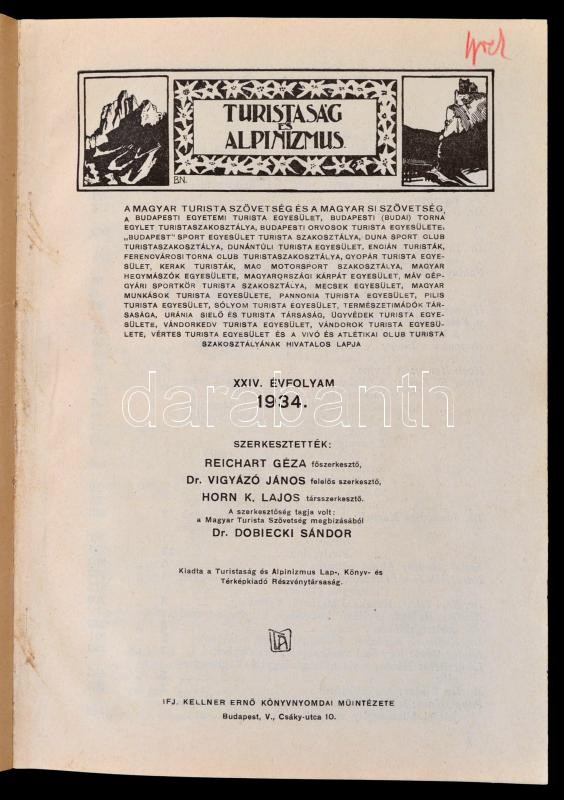 TURISTASÁG
ÉS
ALPINIZMUS.
B.N.
A MAGYAR TURISTA SZÖVETSÉG ÉS A MAGYAR SI SZÖVETSÉG,
A BUDAPESTI EGYETEMI TURISTA EGYESÜLET, BUDAPESTI (BUDAI) TORNA
EGYLET TURISTASZAKOSZTÁLYA, BUDAPESTI ORVOSOK TURISTA EGYESÜLETE,
„BUDAPEST" SPORT EGYESÜLET TURISTA SZAKOSZTÁLYA, DUNA SPORT CLUB
TURISTASZAKOSZTÁLYA, DUNÁNTÚLI TURISTA EGYESÜLET, ENCIÁN TURISTÁK,
FERENCVÁROSI TORNA CLUB TURISTASZAKOSZTÁLYA, GYOPÁR TURISTA EGYE-
SÜLET, KERAK TURISTÁK, MAC MOTORSPORT SZAKOSZTÁLYA, MAGYAR
HEGYMÁSZÓK EGYESÜLETE, MAGYARORSZÁGI KÁRPÁT EGYESÜLET, MÁV GÉP-
GYÁRI SPORTKÖR TURISTA SZAKOSZTÁLYA, MECSEK EGYESÜLET, MAGYAR
MUNKÁSOK TURISTA EGYESÜLETE, PANNONIA TURISTA EGYESÜLET, PILIS
TURISTA EGYESÜLET, SÓLYOM TURISTA EGYESÜLET, TERMÉSZETIMÁDÓK TÁR-
SASÁGA, URÁNIA SIELŐ ÉS TURISTA TÁRSASÁG, ÜGYVÉDEK TURISTA EGYE-
SÜLETE, VÁNDORKEDV TURISTA EGYESÜLET, VÁNDOROK TURISTA EGYESÜ-
LETE, VÉRTES TURISTA EGYESÜLET ÉS A VIVÓ ÉS ATLÉTIKAI CLUB TURISTA
SZAKOSZTÁLYÁNAK HIVATALOS LAPJA
XXIV. ÉVFOLYAM
1934.
darabanth
SZERKESZTETTÉK:
REICHART GÉZA főszerkesztő,
Dr. VIGYÁZÓ JÁNOS felelős szerkesztő,
HORN K. LAJOS társszerkesztő.
A szerkesztőség tagja volt:
a Magyar Turista Szövetség megbízásából
Dr. DOBIECKI SÁNDOR
Kiadta a Turistaság és Alpinizmus Lap-, Könyv- és
Térképkiadó Részvénytársaság.
IFJ. KELLNER ERNŐ KÖNYVNYOMDAI MŰINTÉZETE
Budapest, V., Csáky-utca 10.